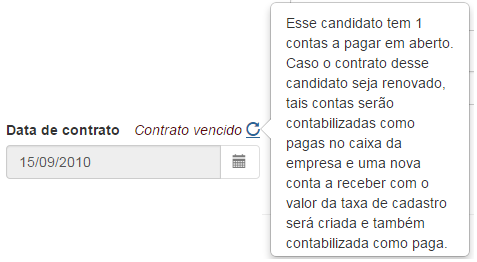 Esse candidato tem 1
contas a pagar em aberto.
Caso o contrato desse
candidato seja renovado,
tais contas serão
contabilizadas como
pagas no caixa da
empresa e uma nova
conta a receber com o
valor da taxa de cadastro
será criada e também
contabilizada como paga.
Data de contrato Contrato vencido
15/09/2010